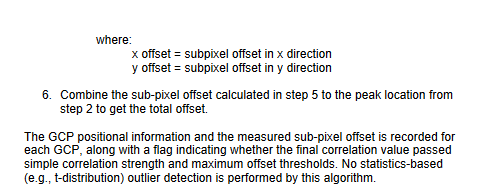 where:
x offset = subpixel offset in x direction
y offset = subpixel offset in y direction
6. Combine the sub-pixel offset calculated in step 5 to the peak location from
step 2 to get the total offset.
The GCP positional information and the measured sub-pixel offset is recorded for
each GCP, along with a flag indicating whether the final correlation value passed
simple correlation strength and maximum offset thresholds. No statistics-based
(e.g., t-distribution) outlier detection is performed by this algorithm.